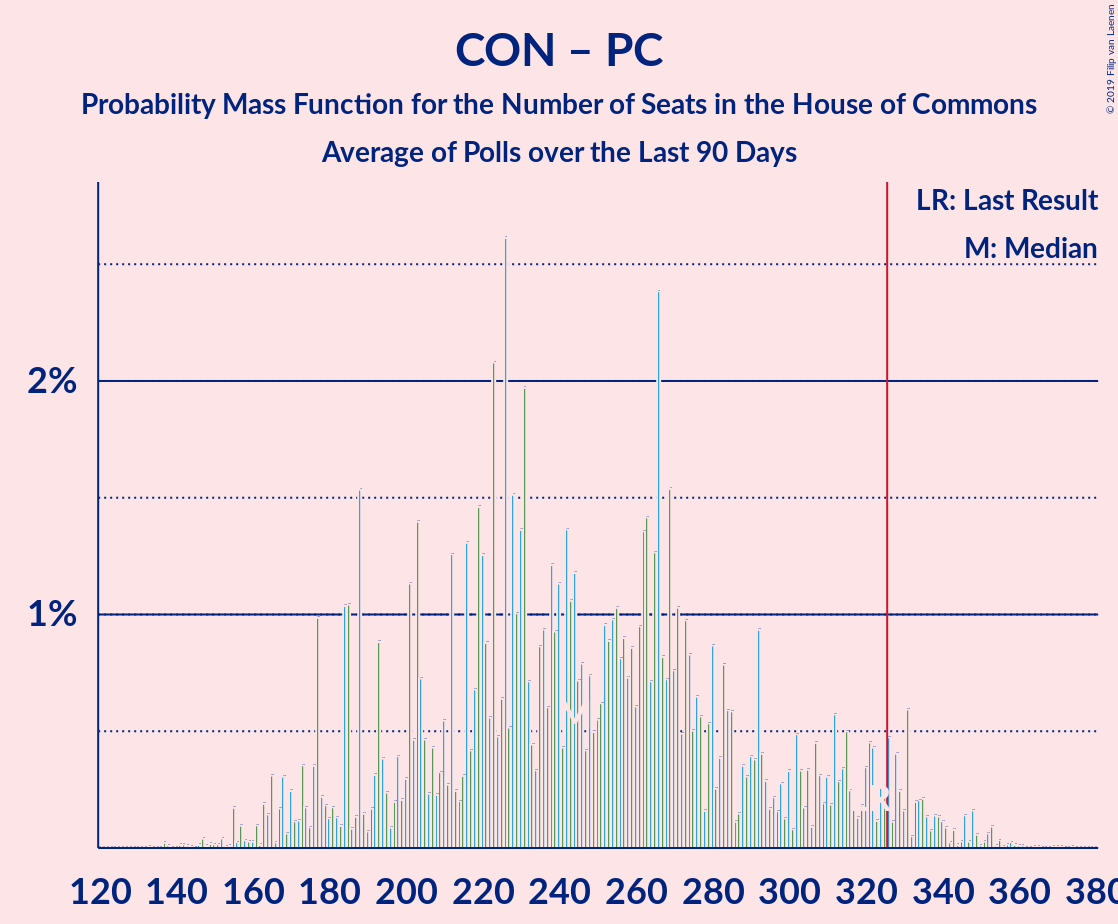 CON – PC
Probability Mass Function for the Number of Seats in the House of Commons
Average of Polls over the Last 90 Days
© 2019 Filip van Laenen
LR: Last Result
M: Median
2%
1%
120 140 160 180 200 220 240 260 280 300 320 340 360 380